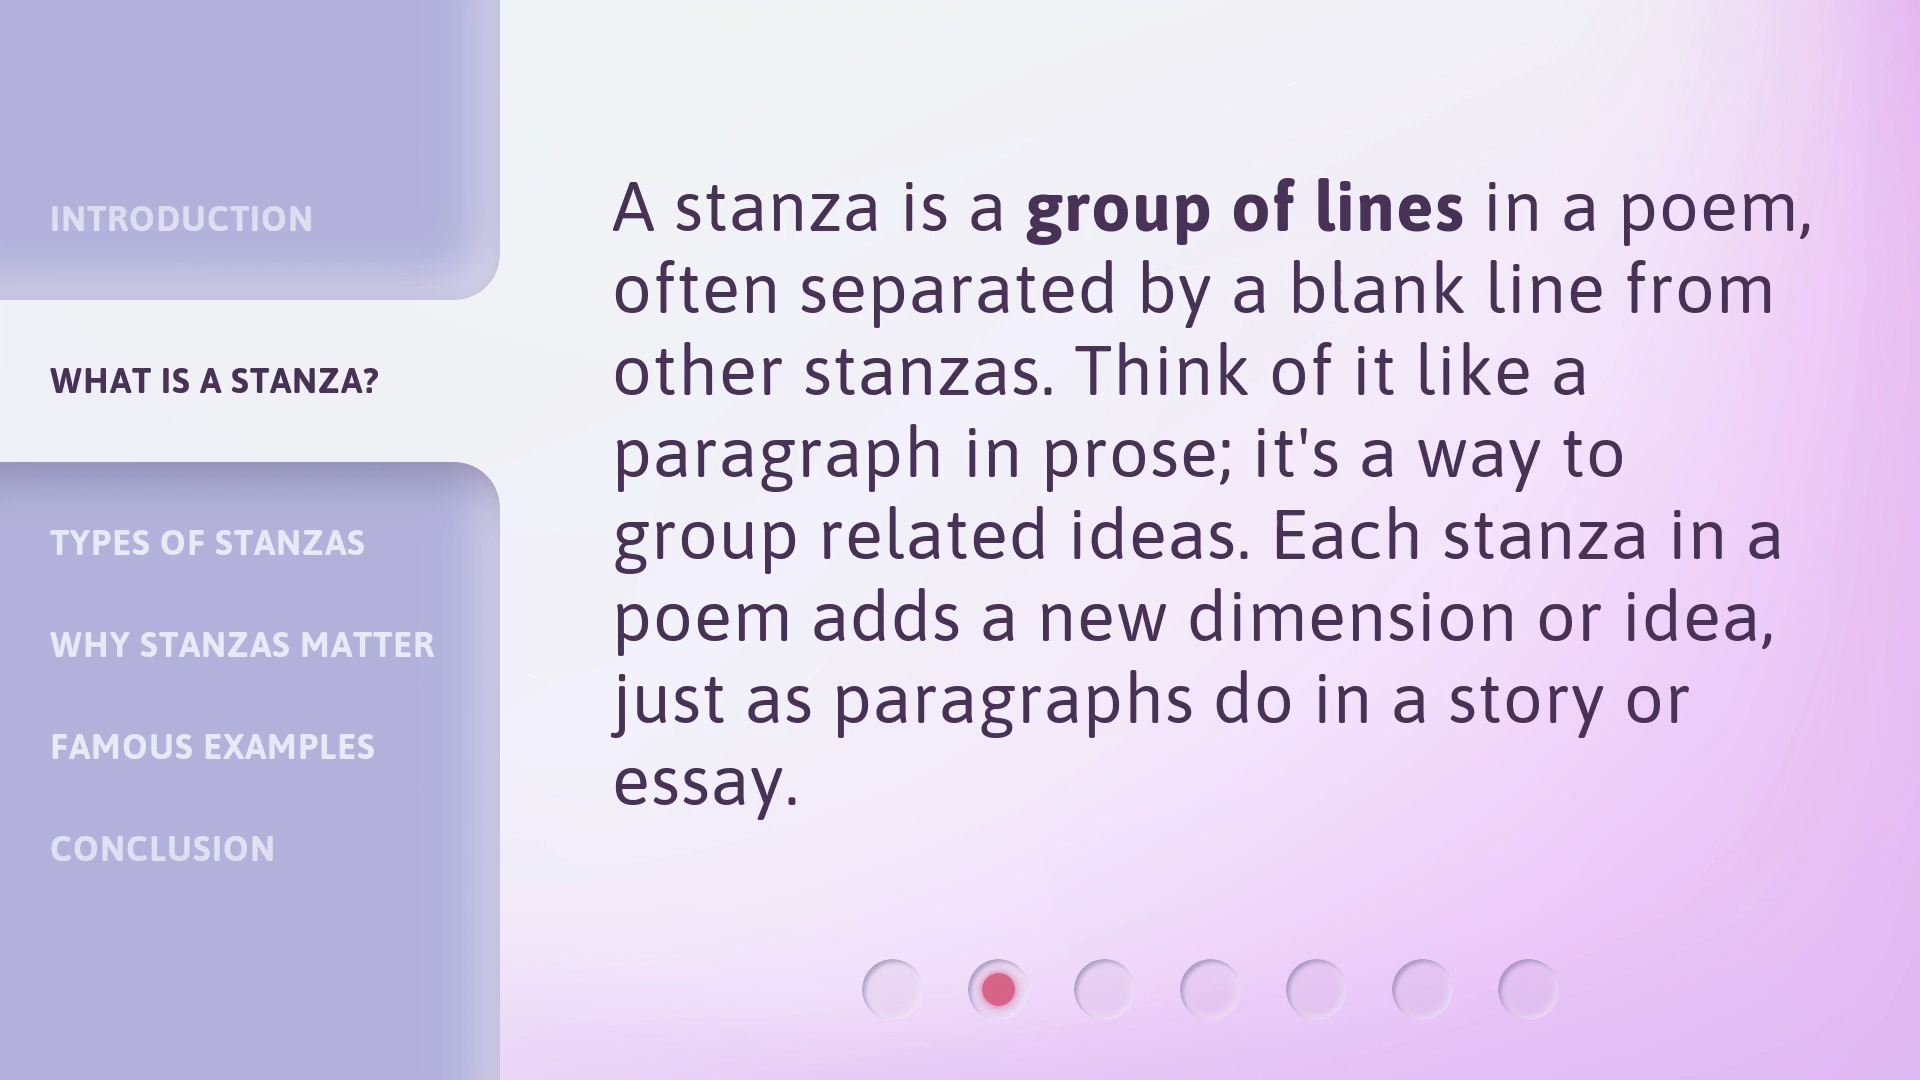 INTRODUCTION
WHAT IS A STANZA?
TYPES OF STANZAS
WHY STANZAS MATTER
FAMOUS EXAMPLES
CONCLUSION
A stanza is a group of lines in a poem,
often separated by a blank line from
other stanzas. Think of it like a
paragraph in prose; it's a way to
group related ideas. Each stanza in a
poem adds a new dimension or idea,
just as paragraphs do in a story or
essay.